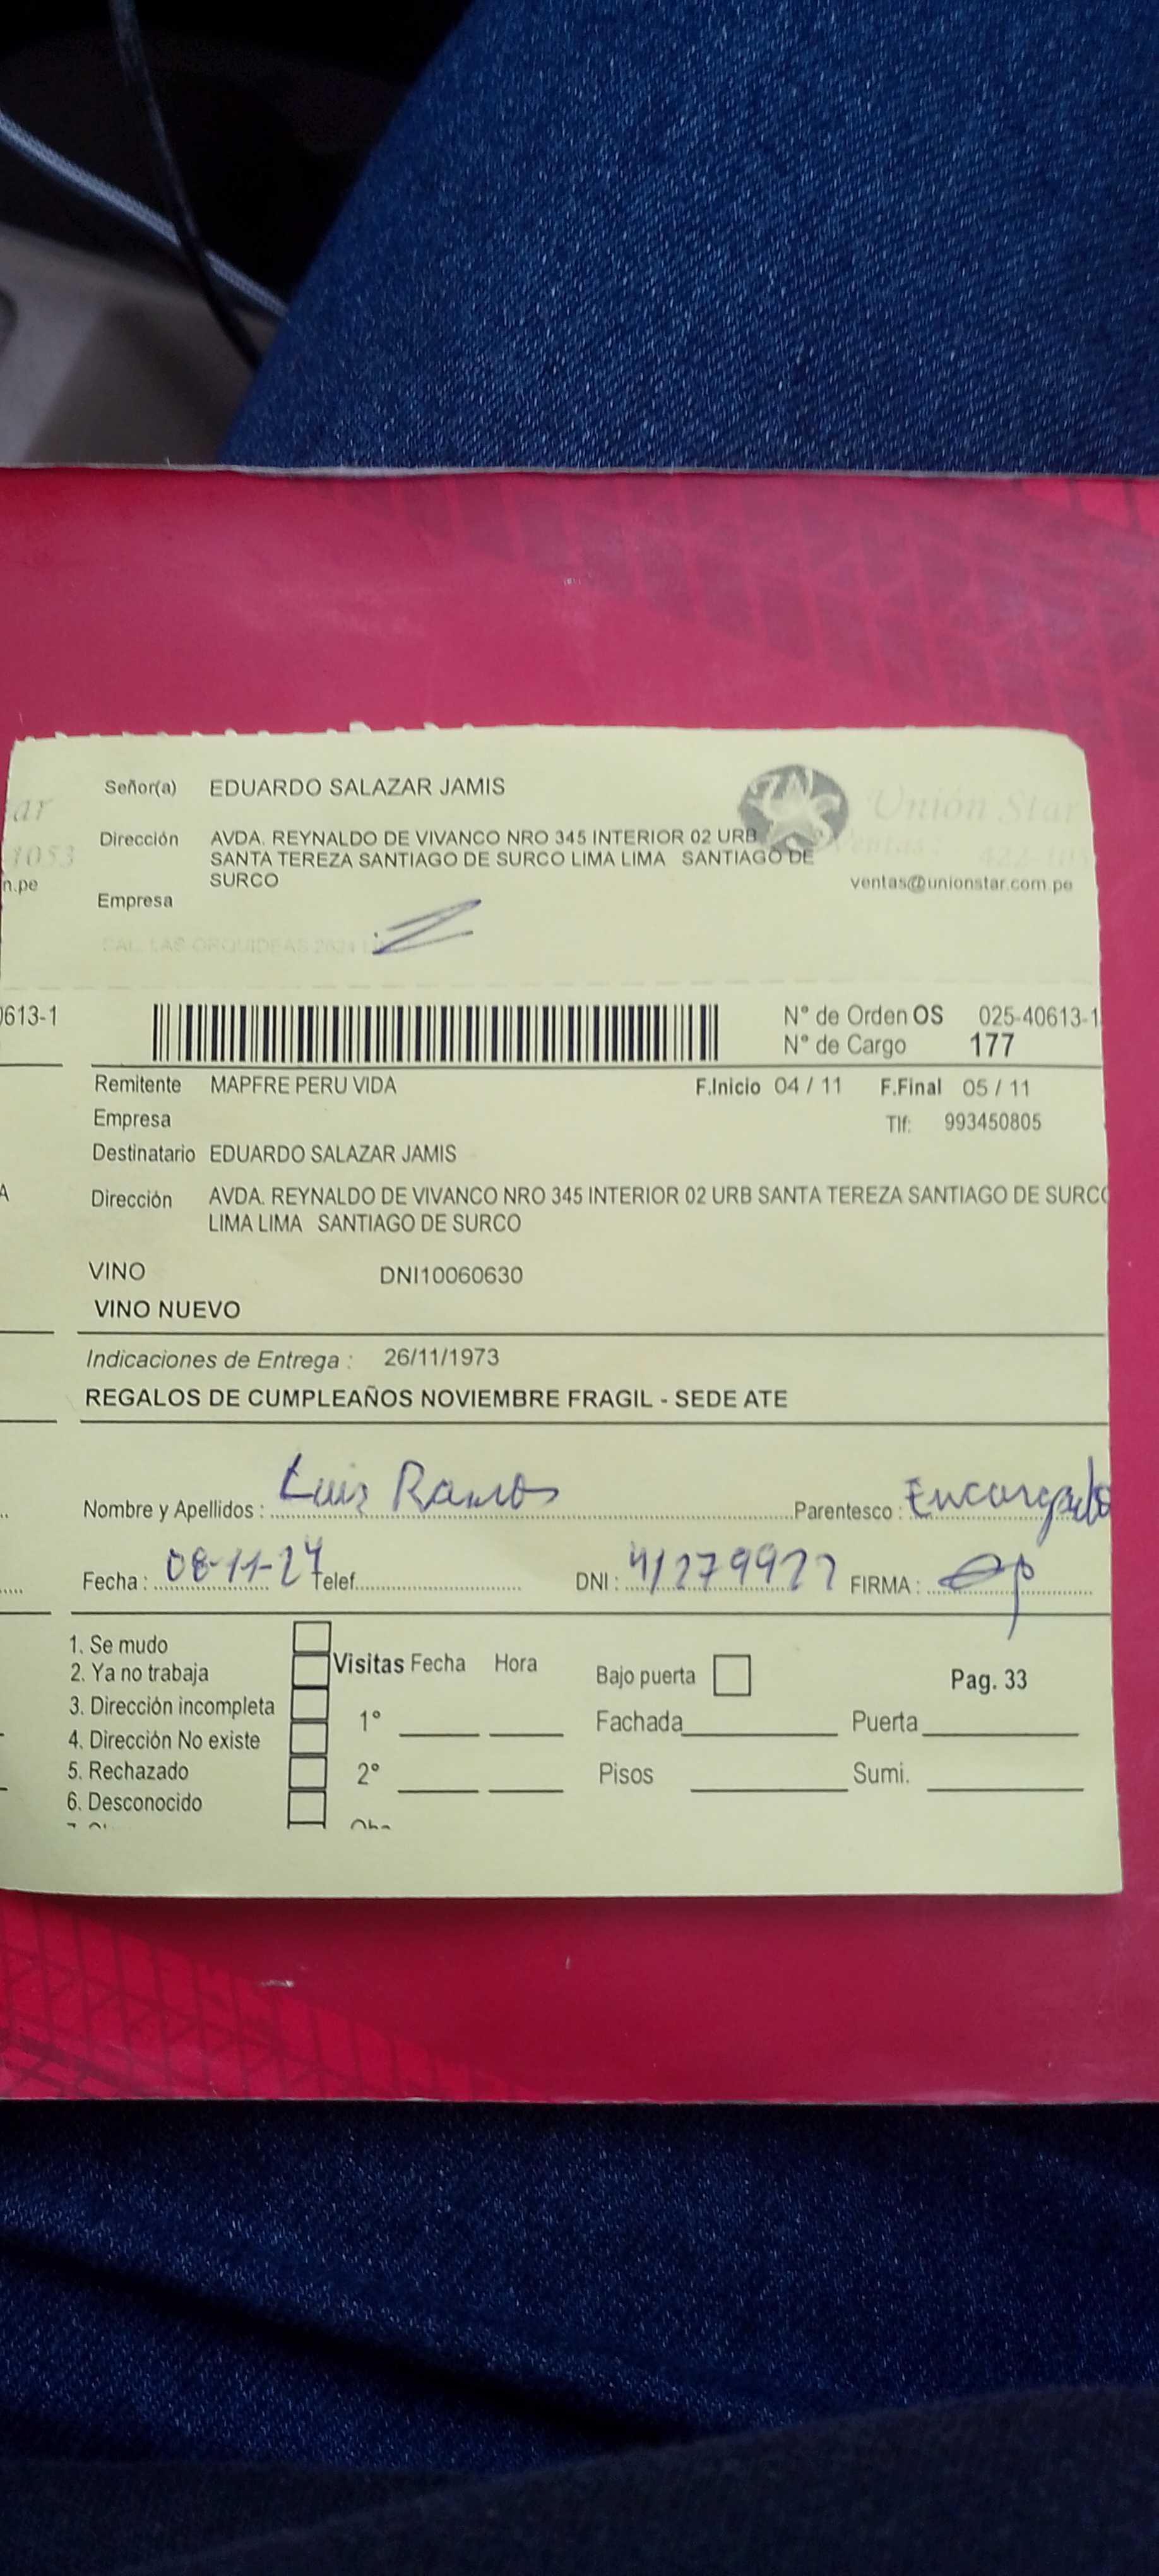 Señor(a) EDUARDO SALAZAR JAMIS
ar Unión Star
Dirección AVDA. REYNALDO DE VIVANCO NRO 345 INTERIOR 02 URB
1053 Ventas:
SANTA TEREZA SANTIAGO DE SURCO LIMA LIMA SANTIAGO DE
n.pe SURCO ventas@unionstar.com.pe
Empresa
0613-1 N° de Orden OS 025-40613-1
N° de Cargo 177
Remitente MAPFRE PERU VIDA F.Inicio 04 / 11 F.Final 05 / 11
Empresa Tlf: 993450805
Destinatario EDUARDO SALAZAR JAMIS
A Dirección AVDA. REYNALDO DE VIVANCO NRO 345 INTERIOR 02 URB SANTA TEREZA SANTIAGO DE SURCO
LIMA LIMA SANTIAGO DE SURCO
VINO DNI10060630
VINO NUEVO
Indicaciones de Entrega : 26/11/1973
REGALOS DE CUMPLEAÑOS NOVIEMBRE FRAGIL - SEDE ATE
Nombre y Apellidos : Luis Ramos Parentesco : Encargado
Fecha : 08-11-24 Telef. DNI : 41279977 FIRMA :
1. Se mudo
2. Ya no trabaja Visitas Fecha Hora Bajo puerta Pag. 33
3. Dirección incompleta 1° Fachada Puerta
4. Dirección No existe
5. Rechazado 2° Pisos Sumi.
6. Desconocido